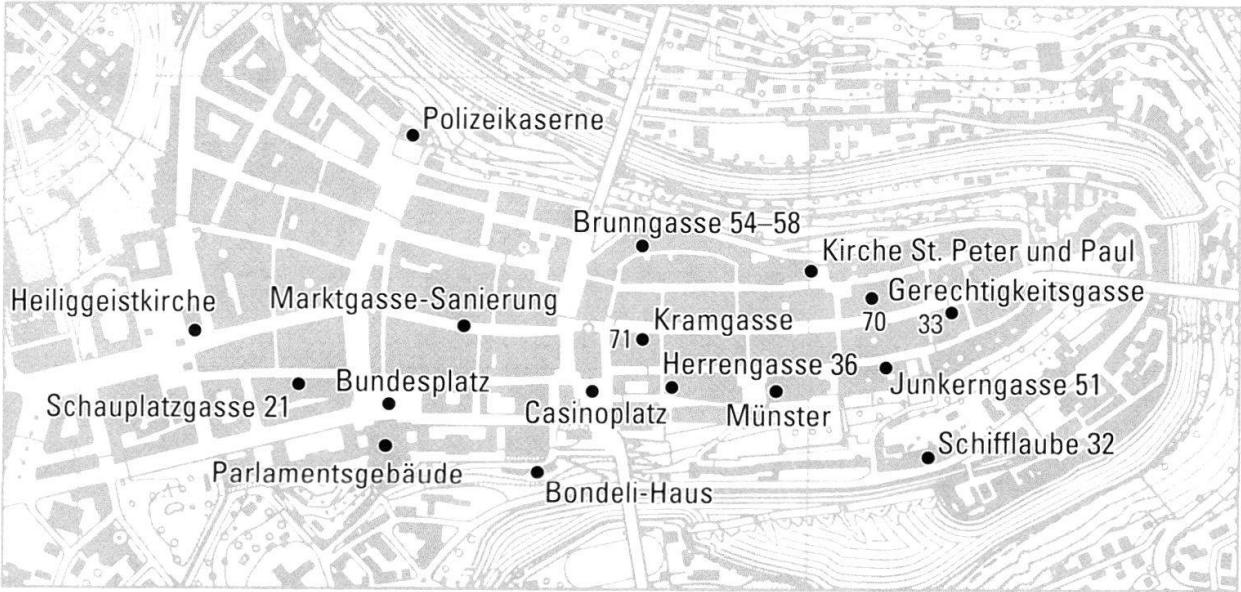 Polizeikaserne
Brunngasse 54–58
Kirche St. Peter und Paul
Heiliggeistkirche
Marktgasse-Sanierung
Gerechtigkeitsgasse
70
33
Kramgasse
71
Herrengasse 36
Bundesplatz
Junkerngasse 51
Schauplatzgasse 21
Casinoplatz
Münster
Schifflaube 32
Parlamentsgebäude
Bondeli-Haus